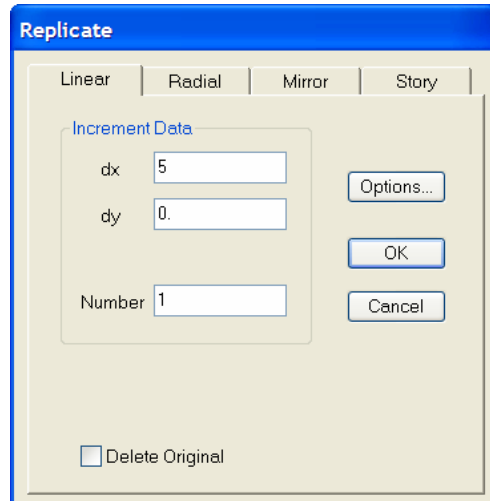 Replicate
Linear Radial Mirror Story
Increment Data
dx 5
Options...
dy 0.
OK
Number 1
Cancel
Delete Original